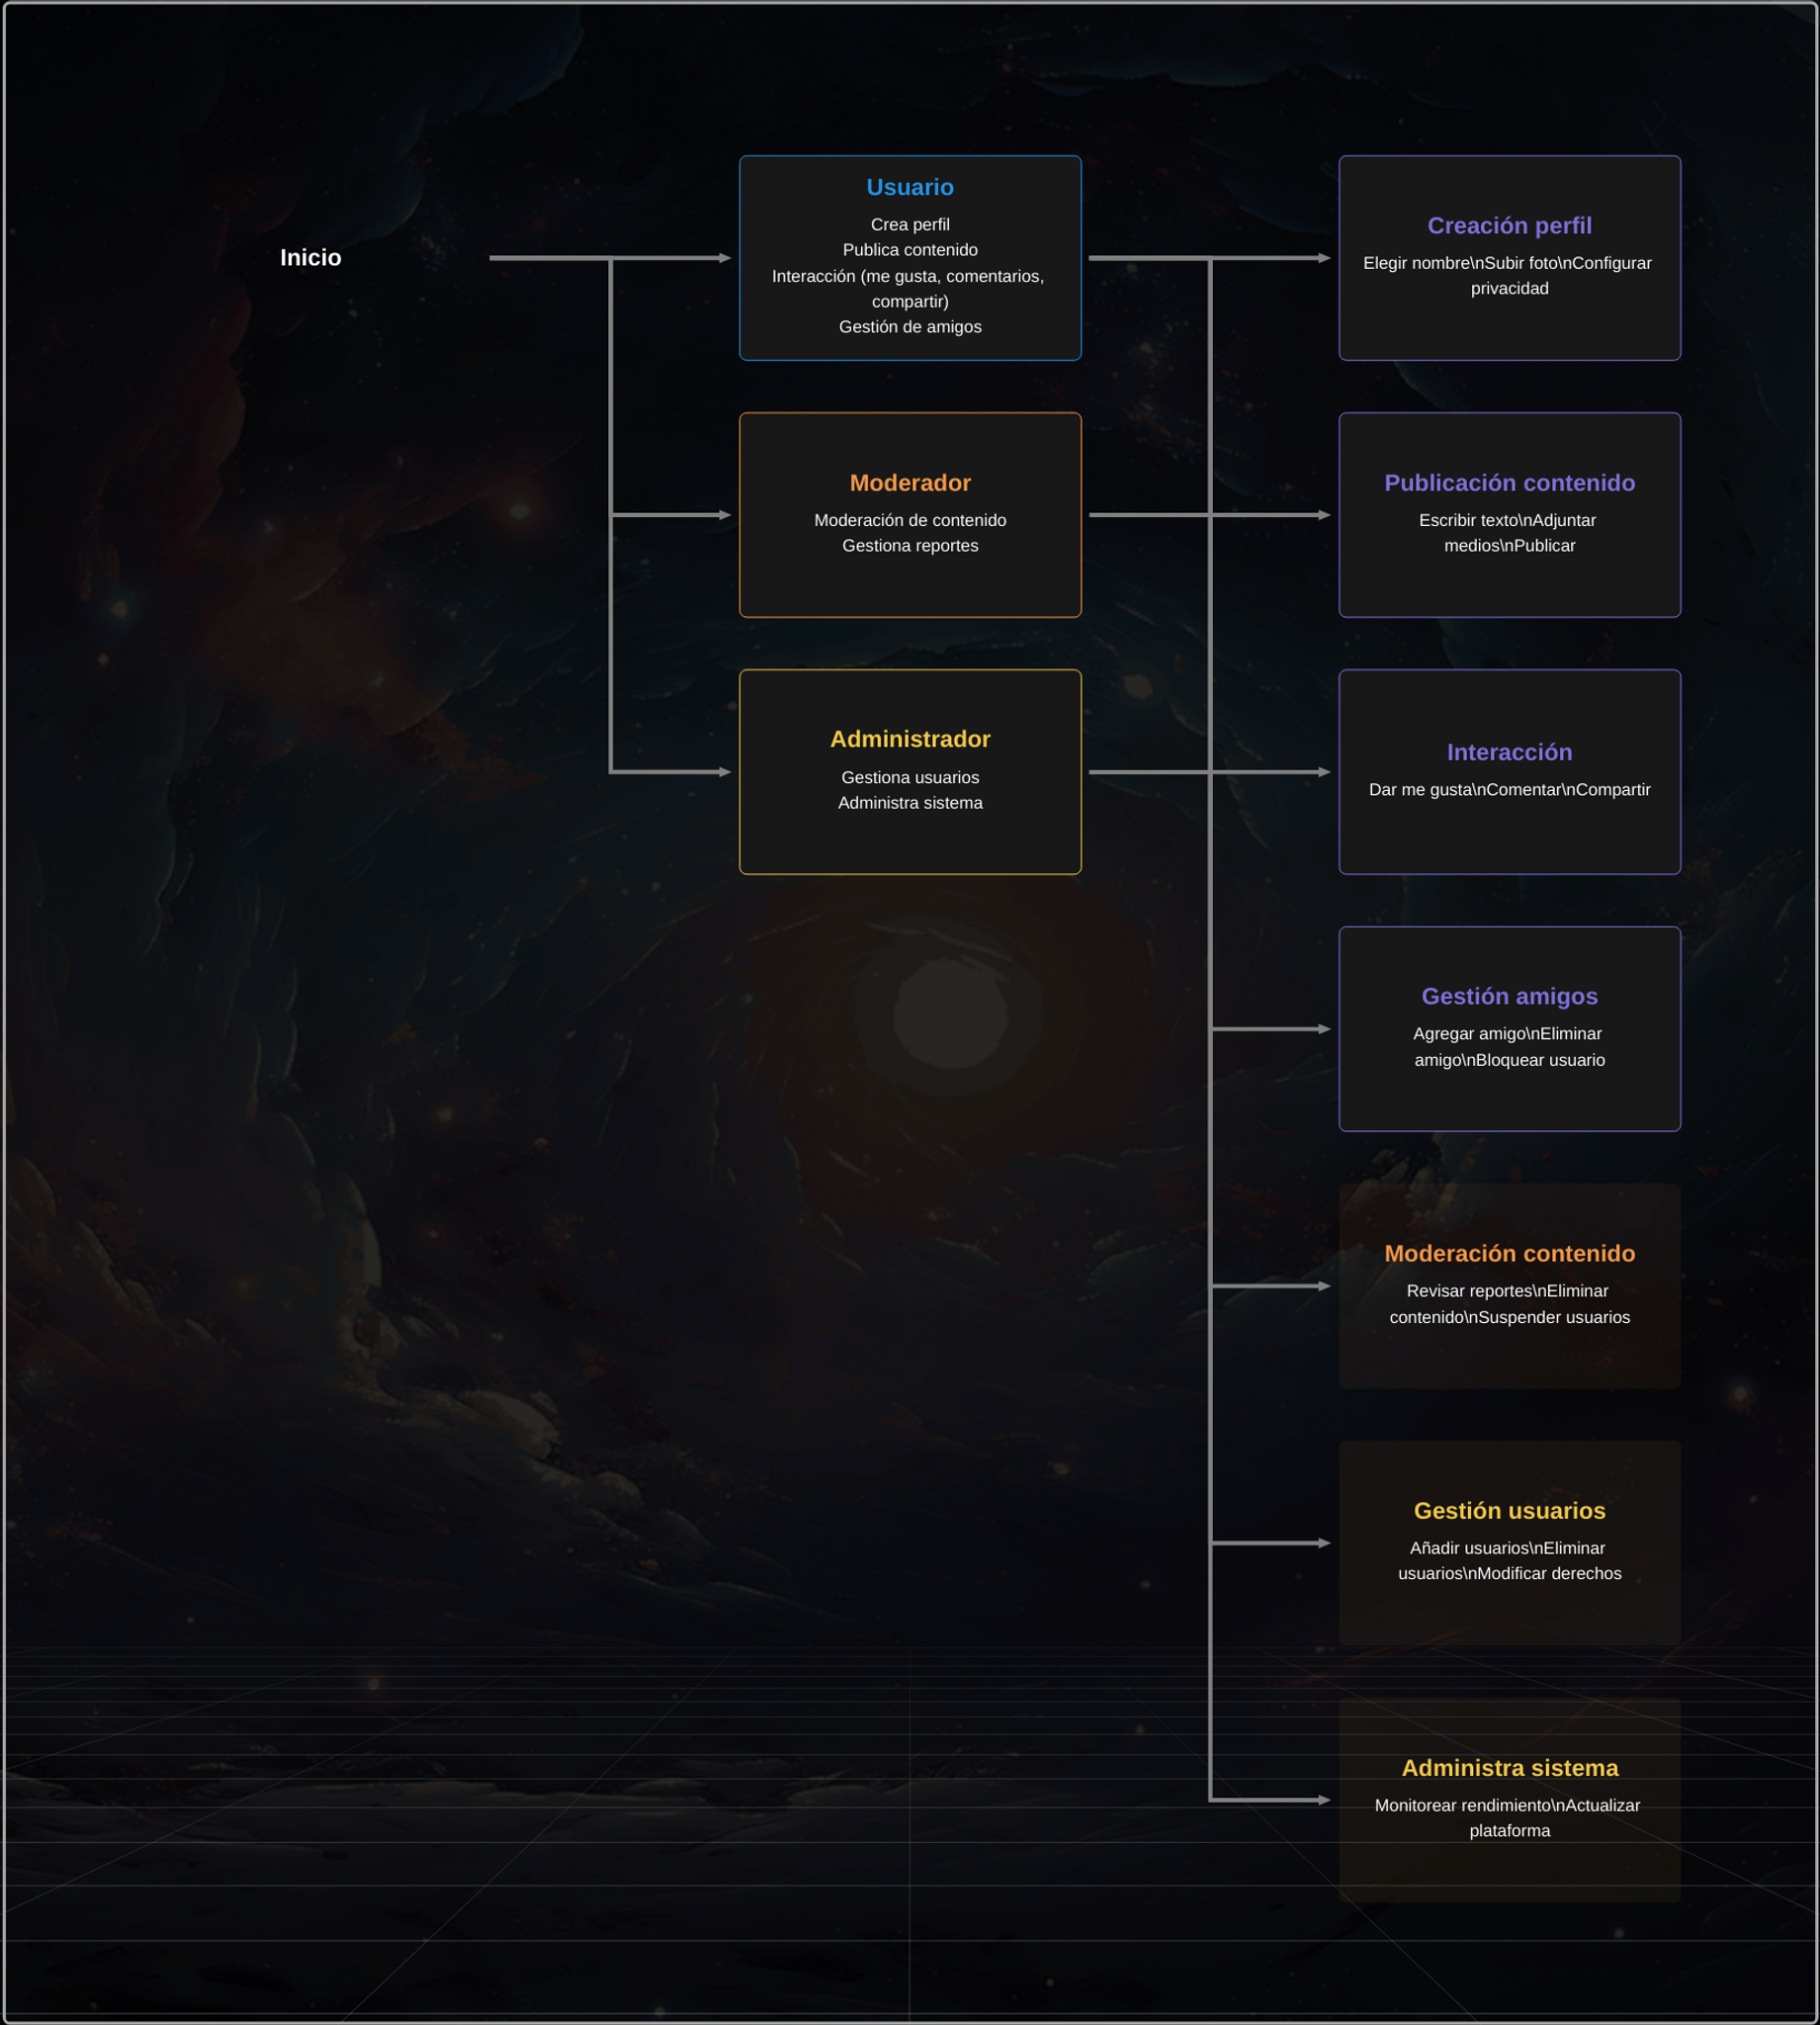 Inicio
Usuario
Crea perfil
Publica contenido
Interacción (me gusta, comentarios,
compartir)
Gestión de amigos
Moderador
Moderación de contenido
Gestiona reportes
Administrador
Gestiona usuarios
Administra sistema
Creación perfil
Elegir nombre\nSubir foto\nConfigurar
privacidad
Publicación contenido
Escribir texto\nAdjuntar
medios\nPublicar
Interacción
Dar me gusta\nComentar\nCompartir
Gestión amigos
Agregar amigo\nEliminar
amigo\nBloquear usuario
Moderación contenido
Revisar reportes\nEliminar
contenido\nSuspender usuarios
Gestión usuarios
Añadir usuarios\nEliminar
usuarios\nModificar derechos
Administra sistema
Monitorear rendimiento\nActualizar
plataforma